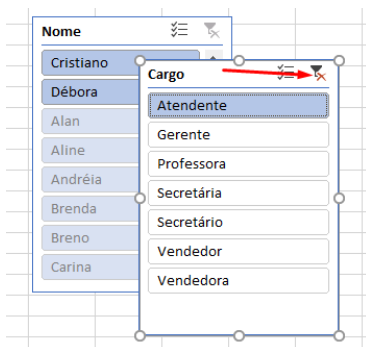 Nome
Cristiano
Débora
Alan
Aline
Andréia
Brenda
Breno
Carina
Cargo
Atendente
Gerente
Professora
Secretária
Secretário
Vendedor
Vendedora